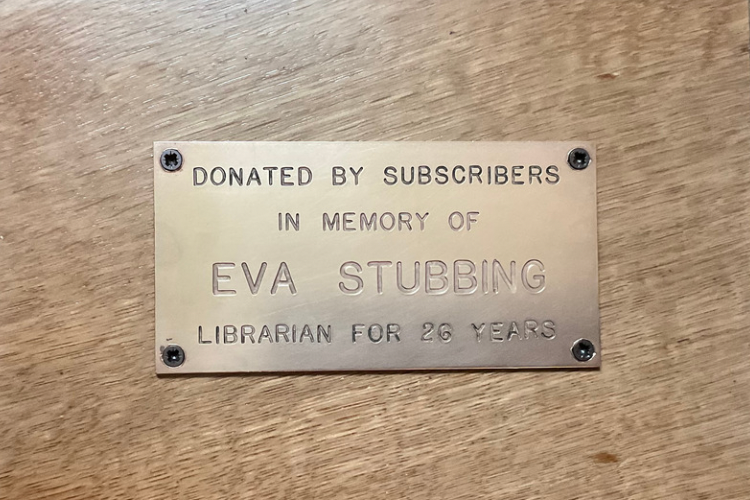 DONATED BY SUBSCRIBERS
IN MEMORY OF
EVA STUBBING
LIBRARIAN FOR 26 YEARS